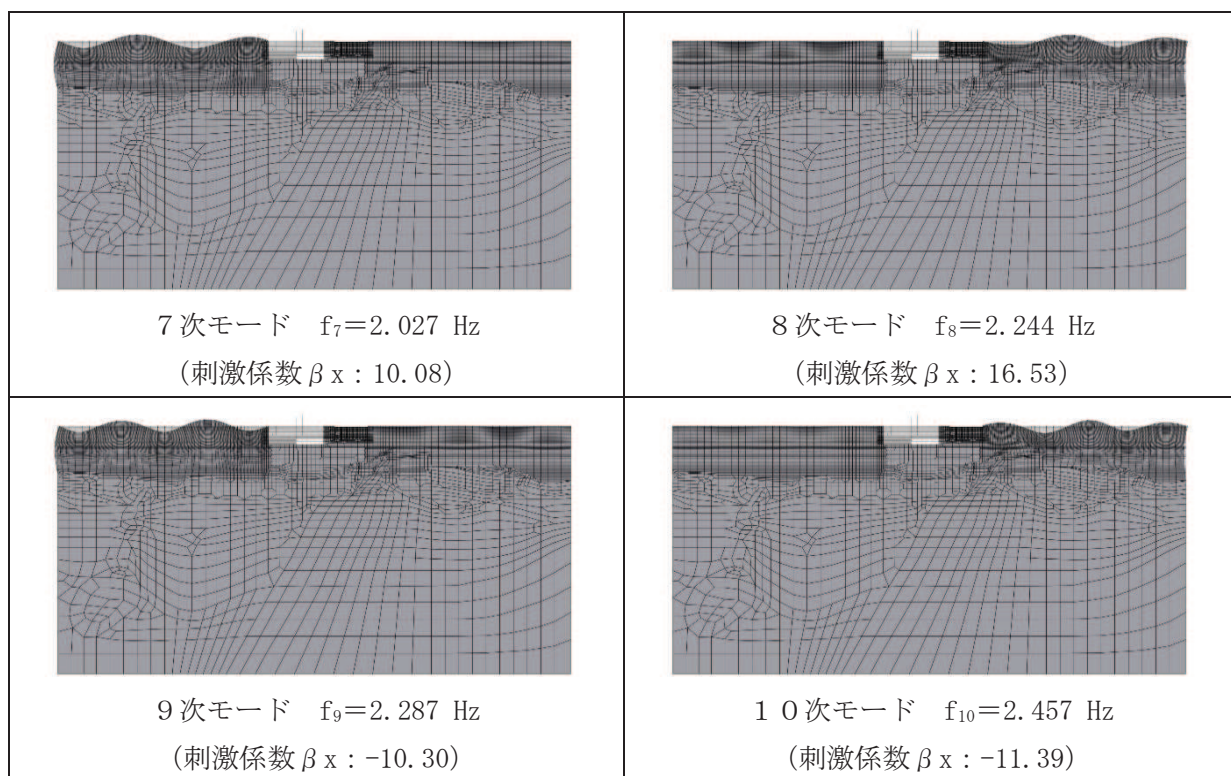 7次モード f₇=2.027 Hz
(刺激係数βx:10.08)
8次モード f₈=2.244 Hz
(刺激係数βx:16.53)
9次モード f₉=2.287 Hz
(刺激係数βx:-10.30)
10次モード f₁₀=2.457 Hz
(刺激係数βx:-11.39)